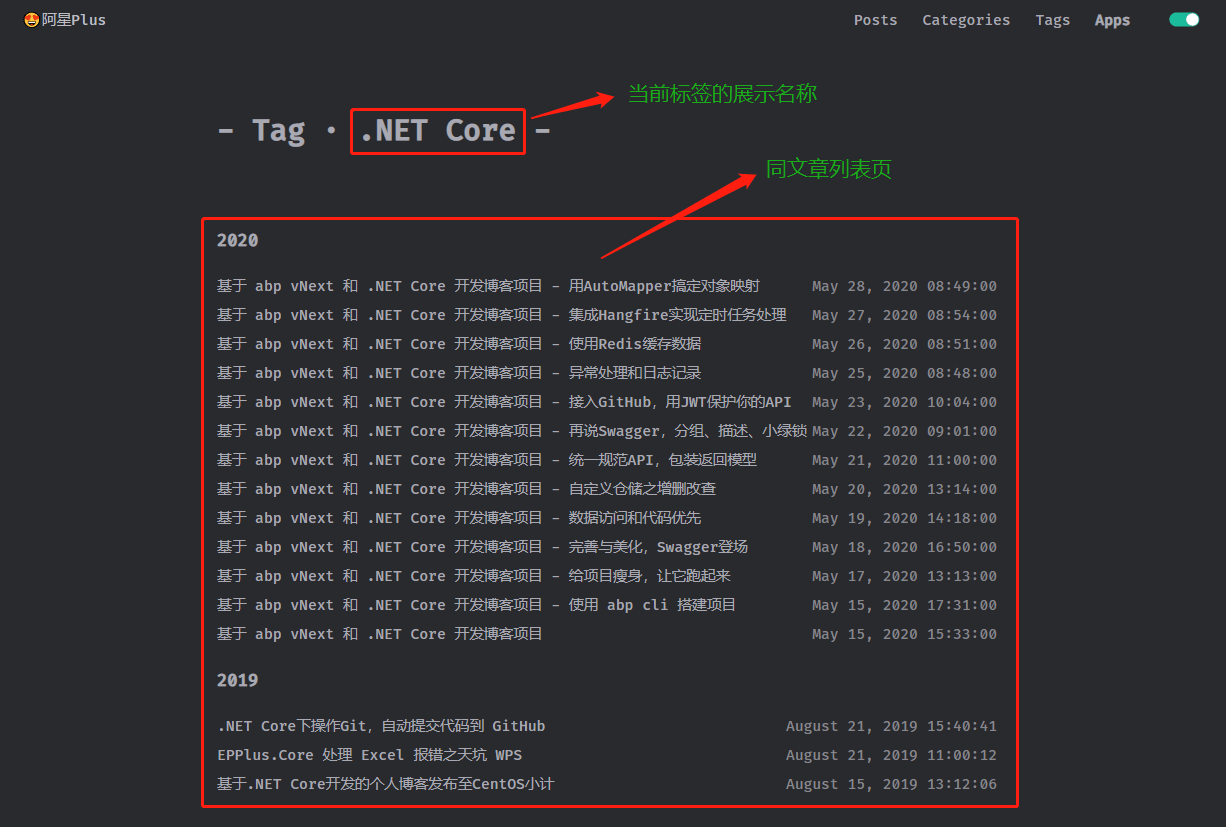 🤩阿星Plus
Posts Categories Tags Apps
当前标签的展示名称
- Tag · .NET Core -
同文章列表页
2020
基于 abp vNext 和 .NET Core 开发博客项目 - 用AutoMapper搞定对象映射 May 28, 2020 08:49:00
基于 abp vNext 和 .NET Core 开发博客项目 - 集成Hangfire实现定时任务处理 May 27, 2020 08:54:00
基于 abp vNext 和 .NET Core 开发博客项目 - 使用Redis缓存数据 May 26, 2020 08:51:00
基于 abp vNext 和 .NET Core 开发博客项目 - 异常处理和日志记录 May 25, 2020 08:48:00
基于 abp vNext 和 .NET Core 开发博客项目 - 接入GitHub，用JWT保护你的API May 23, 2020 10:04:00
基于 abp vNext 和 .NET Core 开发博客项目 - 再说Swagger，分组、描述、小绿锁 May 22, 2020 09:01:00
基于 abp vNext 和 .NET Core 开发博客项目 - 统一规范API，包装返回模型 May 21, 2020 11:00:00
基于 abp vNext 和 .NET Core 开发博客项目 - 自定义仓储之增删改查 May 20, 2020 13:14:00
基于 abp vNext 和 .NET Core 开发博客项目 - 数据访问和代码优先 May 19, 2020 14:18:00
基于 abp vNext 和 .NET Core 开发博客项目 - 完善与美化，Swagger登场 May 18, 2020 16:50:00
基于 abp vNext 和 .NET Core 开发博客项目 - 给项目瘦身，让它跑起来 May 17, 2020 13:13:00
基于 abp vNext 和 .NET Core 开发博客项目 - 使用 abp cli 搭建项目 May 15, 2020 17:31:00
基于 abp vNext 和 .NET Core 开发博客项目 May 15, 2020 15:33:00
2019
.NET Core下操作Git，自动提交代码到 GitHub August 21, 2019 15:40:41
EPPlus.Core 处理 Excel 报错之天坑 WPS August 21, 2019 11:00:12
基于.NET Core开发的个人博客发布至CentOS小计 August 15, 2019 13:12:06